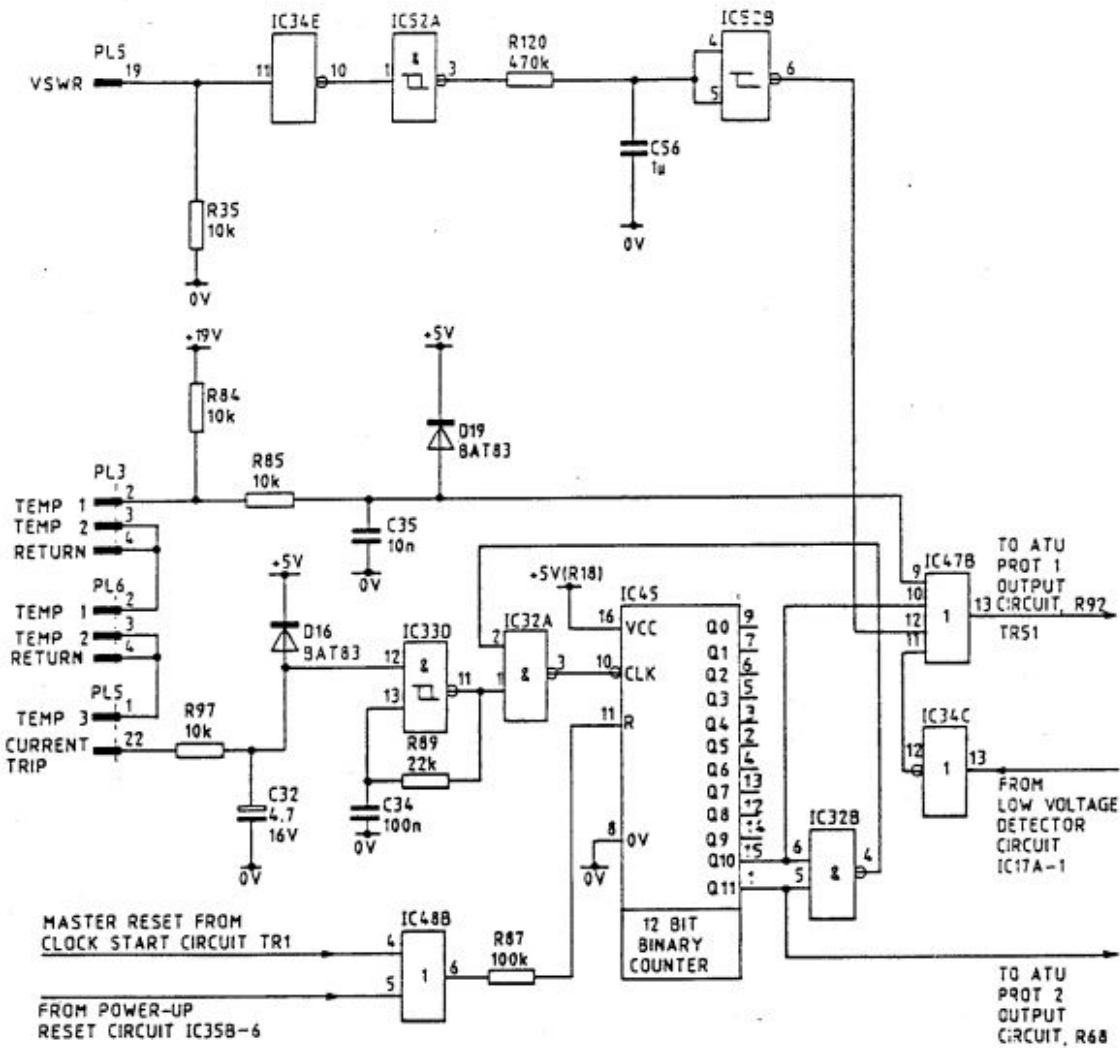 IC34E
IC52A
IC52B
PL5
19
VSWR
11
10
1
&
3
R120
470k
4
5
6
C56
1µ
0V
R35
10k
0V
+19V
R84
10k
+5V
D19
BAT83
PL3
TEMP 1
2
TEMP 2
3
RETURN
4
R85
10k
C35
10n
0V
PL6
TEMP 1
2
TEMP 2
3
RETURN
4
PL5
TEMP 3
1
CURRENT
TRIP
22
R97
10k
C32
4.7
16V
0V
+5V
D16
BAT83
IC33D
12
&
13
11
R89
22k
C34
100n
0V
IC32A
2
1
&
3
+5V(R18)
IC45
16
VCC
10
CLK
11
R
8
0V
0V
Q0
9
Q1
7
Q2
6
Q3
5
Q4
3
Q5
2
Q6
4
Q7
13
Q8
12
Q9
14
Q10
15
Q11
1
12 BIT
BINARY
COUNTER
IC32B
6
5
&
4
IC47B
9
10
12
11
1
13
TO ATU
PROT 1
OUTPUT
CIRCUIT, R92
TR51
IC34C
12
1
13
FROM
LOW VOLTAGE
DETECTOR
CIRCUIT
IC17A-1
MASTER RESET FROM
CLOCK START CIRCUIT TR1
IC48B
4
5
1
6
R87
100k
FROM POWER-UP
RESET CIRCUIT IC35B-6
TO ATU
PROT 2
OUTPUT
CIRCUIT, R68